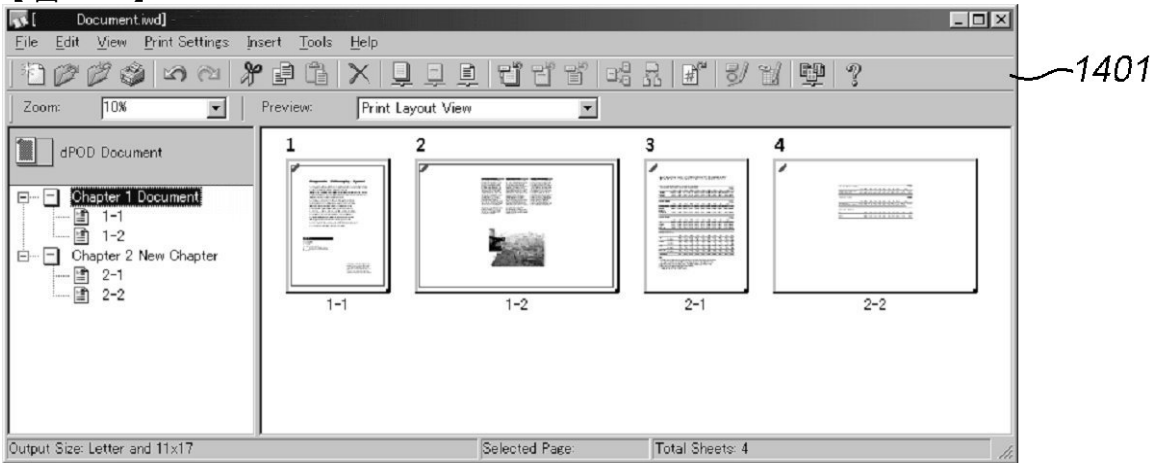 [ Document.iwd]
File Edit View Print Settings Insert Tools Help
1401
Zoom: 10% Preview: Print Layout View
dPOD Document
Chapter 1 Document
1-1
1-2
Chapter 2 New Chapter
2-1
2-2
1 2 3 4
1-1 1-2 2-1 2-2
Output Size: Letter and 11x17 Selected Page: Total Sheets: 4